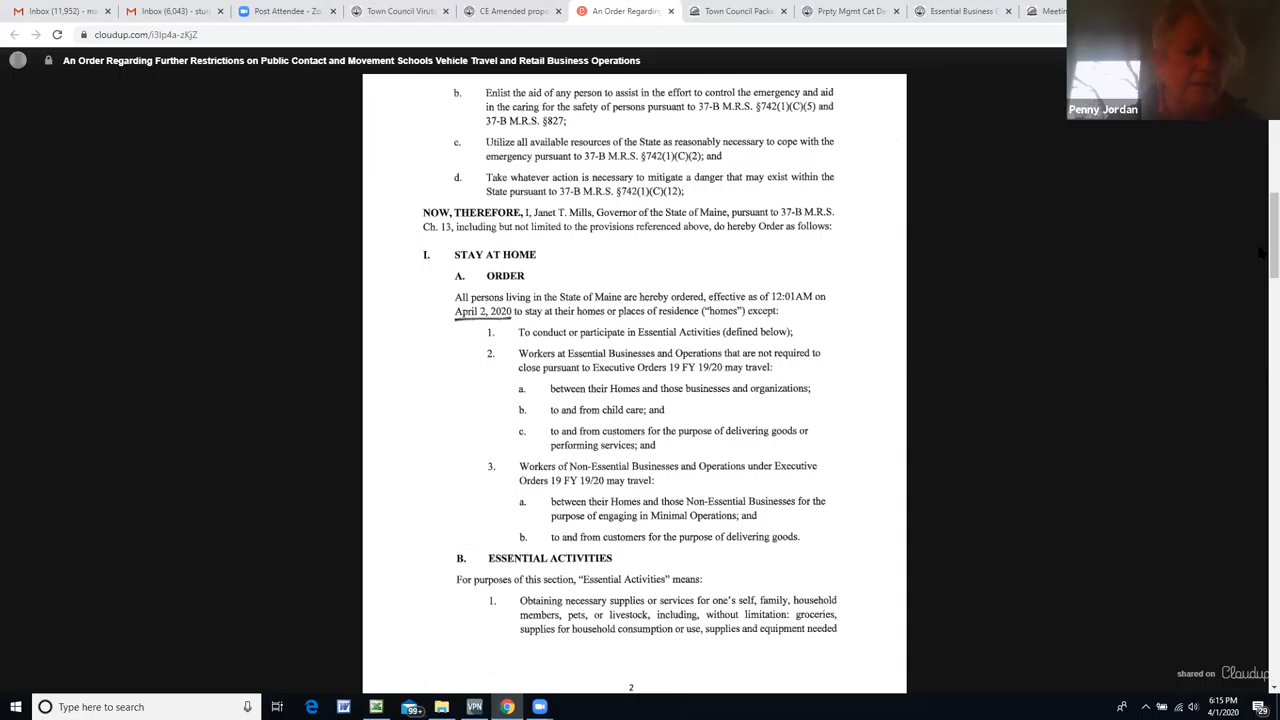 Inbox (11,996) - p
Inbox (6,043) - sug
Post Attendee - Zo
Town Council Virut
CE Amended prope
An Order Regarding
Town Council Packe
Prpty Mgmt Cat De
Essential Business C
Meetin
cloudup.com/i3Ip4a-zKjZ
An Order Regarding Further Restrictions on Public Contact and Movement Schools Vehicle Travel and Retail Business Operations
Penny Jordan
b. Enlist the aid of any person to assist in the effort to control the emergency and aid
in the caring for the safety of persons pursuant to 37-B M.R.S. §742(1)(C)(5) and
37-B M.R.S. §827;
c. Utilize all available resources of the State as reasonably necessary to cope with the
emergency pursuant to 37-B M.R.S. §742(1)(C)(2); and
d. Take whatever action is necessary to mitigate a danger that may exist within the
State pursuant to 37-B M.R.S. §742(1)(C)(12);
NOW, THEREFORE, I, Janet T. Mills, Governor of the State of Maine, pursuant to 37-B M.R.S.
Ch. 13, including but not limited to the provisions referenced above, do hereby Order as follows:
I. STAY AT HOME
A. ORDER
All persons living in the State of Maine are hereby ordered, effective as of 12:01AM on
April 2, 2020 to stay at their homes or places of residence (“homes”) except:
1. To conduct or participate in Essential Activities (defined below);
2. Workers at Essential Businesses and Operations that are not required to
close pursuant to Executive Orders 19 FY 19/20 may travel:
a. between their Homes and those businesses and organizations;
b. to and from child care; and
c. to and from customers for the purpose of delivering goods or
performing services; and
3. Workers of Non-Essential Businesses and Operations under Executive
Orders 19 FY 19/20 may travel:
a. between their Homes and those Non-Essential Businesses for the
purpose of engaging in Minimal Operations; and
b. to and from customers for the purpose of delivering goods.
B. ESSENTIAL ACTIVITIES
For purposes of this section, “Essential Activities” means:
1. Obtaining necessary supplies or services for one’s self, family, household
members, pets, or livestock, including, without limitation: groceries,
supplies for household consumption or use, supplies and equipment needed
2
shared on Cloudup
Type here to search
99+
VPN
6:15 PM
4/1/2020
29